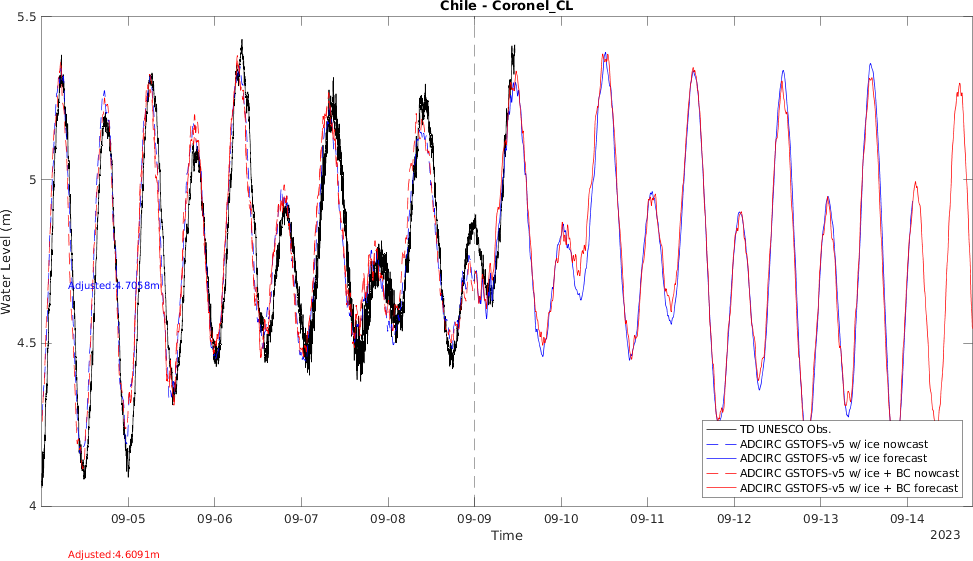 Chile - Coronel_CL
5.5
5
4.5
4
Water Level (m)
Adjusted:4.7058m
TD UNESCO Obs.
ADCIRC GSTOFS-v5 w/ ice nowcast
ADCIRC GSTOFS-v5 w/ ice forecast
ADCIRC GSTOFS-v5 w/ ice + BC nowcast
ADCIRC GSTOFS-v5 w/ ice + BC forecast
09-05 09-06 09-07 09-08 09-09 09-10 09-11 09-12 09-13 09-14
2023
Time
Adjusted:4.6091m